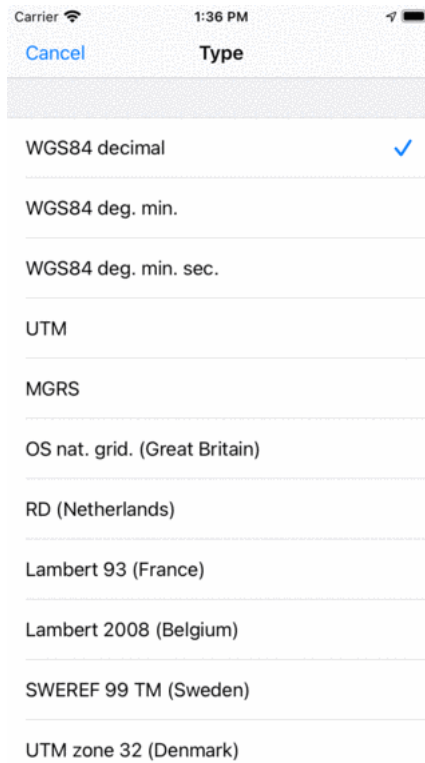 Carrier 1:36 PM
Cancel Type
WGS84 decimal
WGS84 deg. min.
WGS84 deg. min. sec.
UTM
MGRS
OS nat. grid. (Great Britain)
RD (Netherlands)
Lambert 93 (France)
Lambert 2008 (Belgium)
SWEREF 99 TM (Sweden)
UTM zone 32 (Denmark)